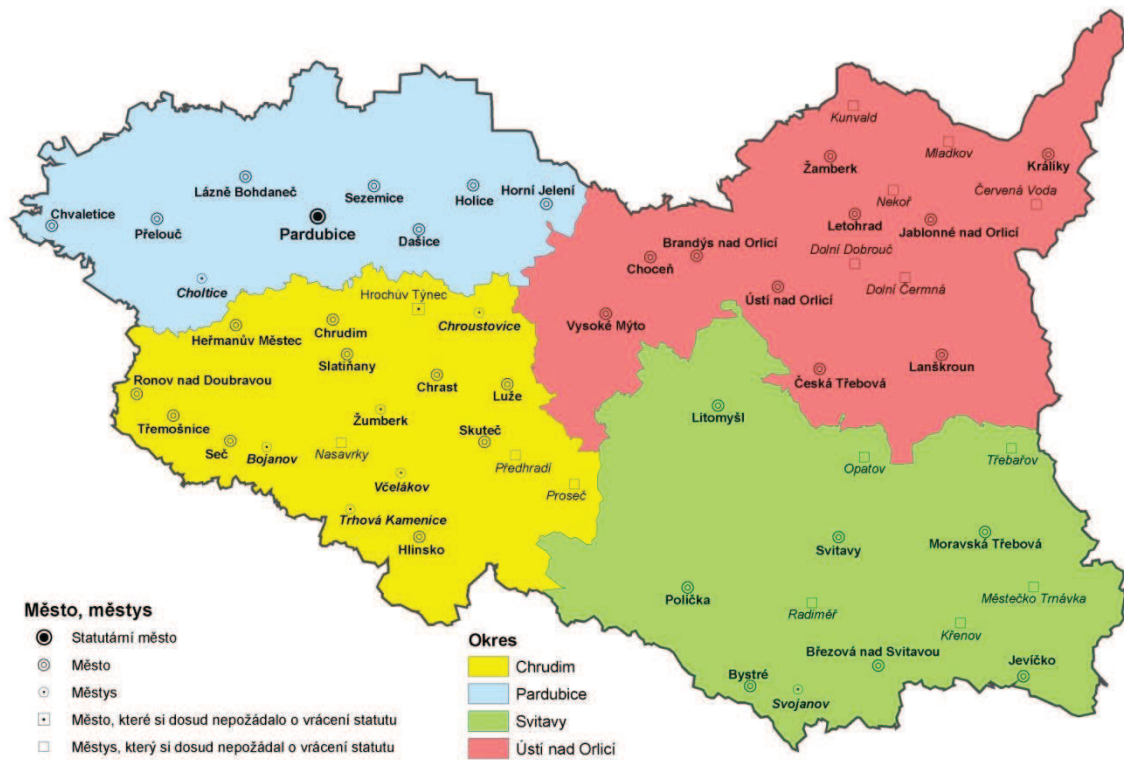 Kunvald
Mladkov
Žamberk
Králíky
Lázně Bohdaneč
Sezemice
Holice
Horní Jelení
Nekoř
Červená Voda
Chvaletice
Přelouč
Pardubice
Dašice
Letohrad
Jablonné nad Orlicí
Brandýs nad Orlicí
Dolní Dobrouč
Choceň
Choltice
Ústí nad Orlicí
Dolní Čermná
Hrochův Týnec
Chroustovice
Vysoké Mýto
Heřmanův Městec
Chrudim
Slatiňany
Ronov nad Doubravou
Chrast
Luže
Česká Třebová
Lanškroun
Třemošnice
Žumberk
Litomyšl
Skuteč
Seč
Bojanov
Nasavrky
Předhradí
Opatov
Třebařov
Včelákov
Proseč
Trhová Kamenice
Hlinsko
Svitavy
Moravská Třebová
Polička
Radiměř
Městečko Trnávka
Křenov
Březová nad Svitavou
Jevíčko
Bystré
Svojanov
Město, městys
Statutární město
Město
Městys
Město, které si dosud nepožádalo o vrácení statutu
Městys, který si dosud nepožádal o vrácení statutu
Okres
Chrudim
Pardubice
Svitavy
Ústí nad Orlicí